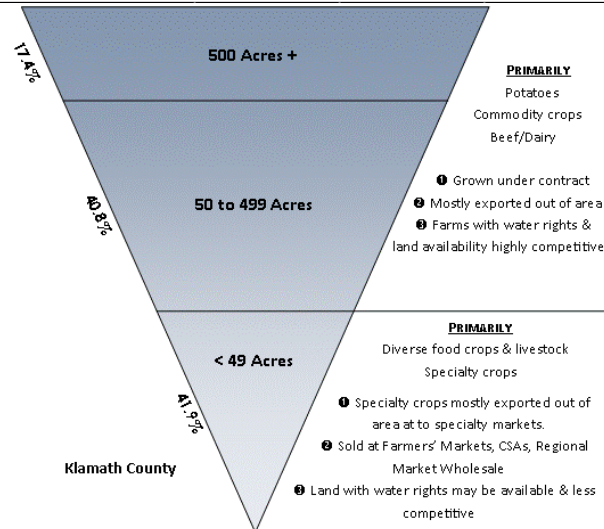 17.4%
500 Acres +
PRIMARILY
Potatoes
Commodity crops
Beef/Dairy
40.8%
50 to 499 Acres
❶ Grown under contract
❷ Mostly exported out of area
❸ Farms with water rights &
land availability highly competitive
41.9%
< 49 Acres
PRIMARILY
Diverse food crops & livestock
Specialty crops
❶ Specialty crops mostly exported out of
area at to specialty markets.
❷ Sold at Farmers' Markets, CSAs, Regional
Market Wholesale
❸ Land with water rights may be available & less
competitive
Klamath County